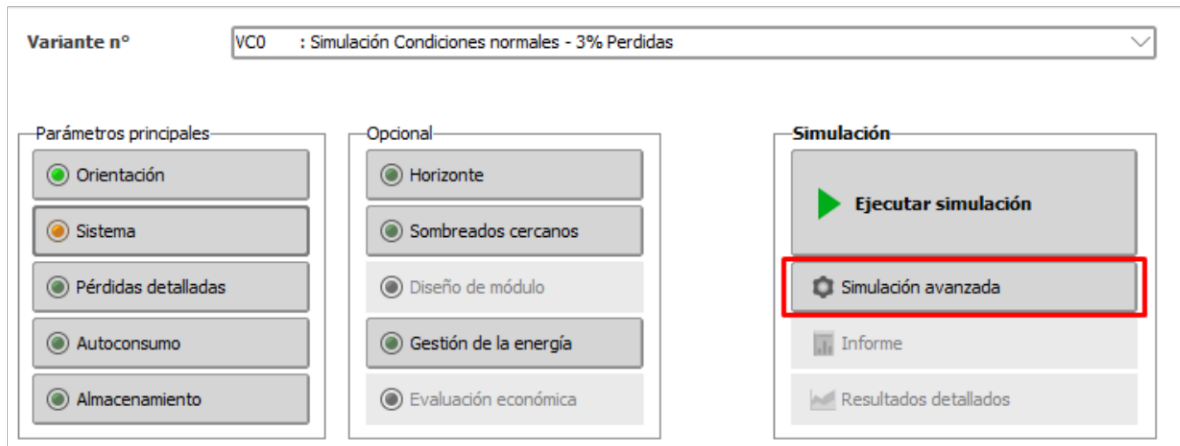 Variante n° VC0 : Simulación Condiciones normales - 3% Perdidas
Parámetros principales
Orientación
Sistema
Pérdidas detalladas
Autoconsumo
Almacenamiento
Opcional
Horizonte
Sombreados cercanos
Diseño de módulo
Gestión de la energía
Evaluación económica
Simulación
Ejecutar simulación
Simulación avanzada
Informe
Resultados detallados